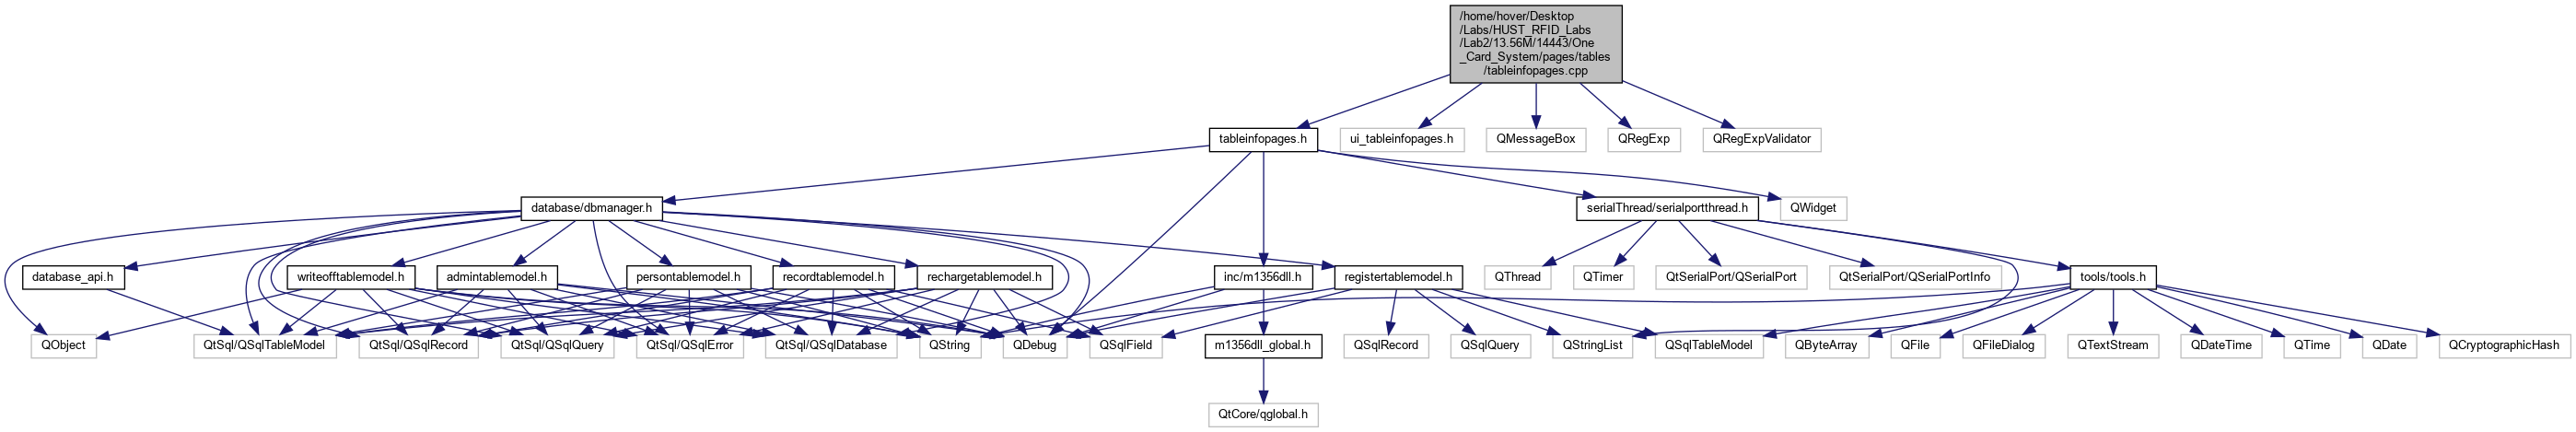 /home/hover/Desktop
/Labs/HUST_RFID_Labs
/Lab2/13.56M/14443/One
_Card_System/pages/tables
/tableinfopages.cpp
tableinfopages.h
ui_tableinfopages.h
QMessageBox
QRegExp
QRegExpValidator
database/dbmanager.h
serialThread/serialportthread.h
QWidget
database_api.h
writeofftablemodel.h
admintablemodel.h
persontablemodel.h
recordtablemodel.h
rechargetablemodel.h
inc/m1356dll.h
registertablemodel.h
QThread
QTimer
QtSerialPort/QSerialPort
QtSerialPort/QSerialPortInfo
tools/tools.h
QObject
QtSql/QSqlTableModel
QtSql/QSqlRecord
QtSql/QSqlQuery
QtSql/QSqlError
QtSql/QSqlDatabase
QString
QDebug
QSqlField
m1356dll_global.h
QSqlRecord
QSqlQuery
QStringList
QSqlTableModel
QByteArray
QFile
QFileDialog
QTextStream
QDateTime
QTime
QDate
QCryptographicHash
QtCore/qglobal.h